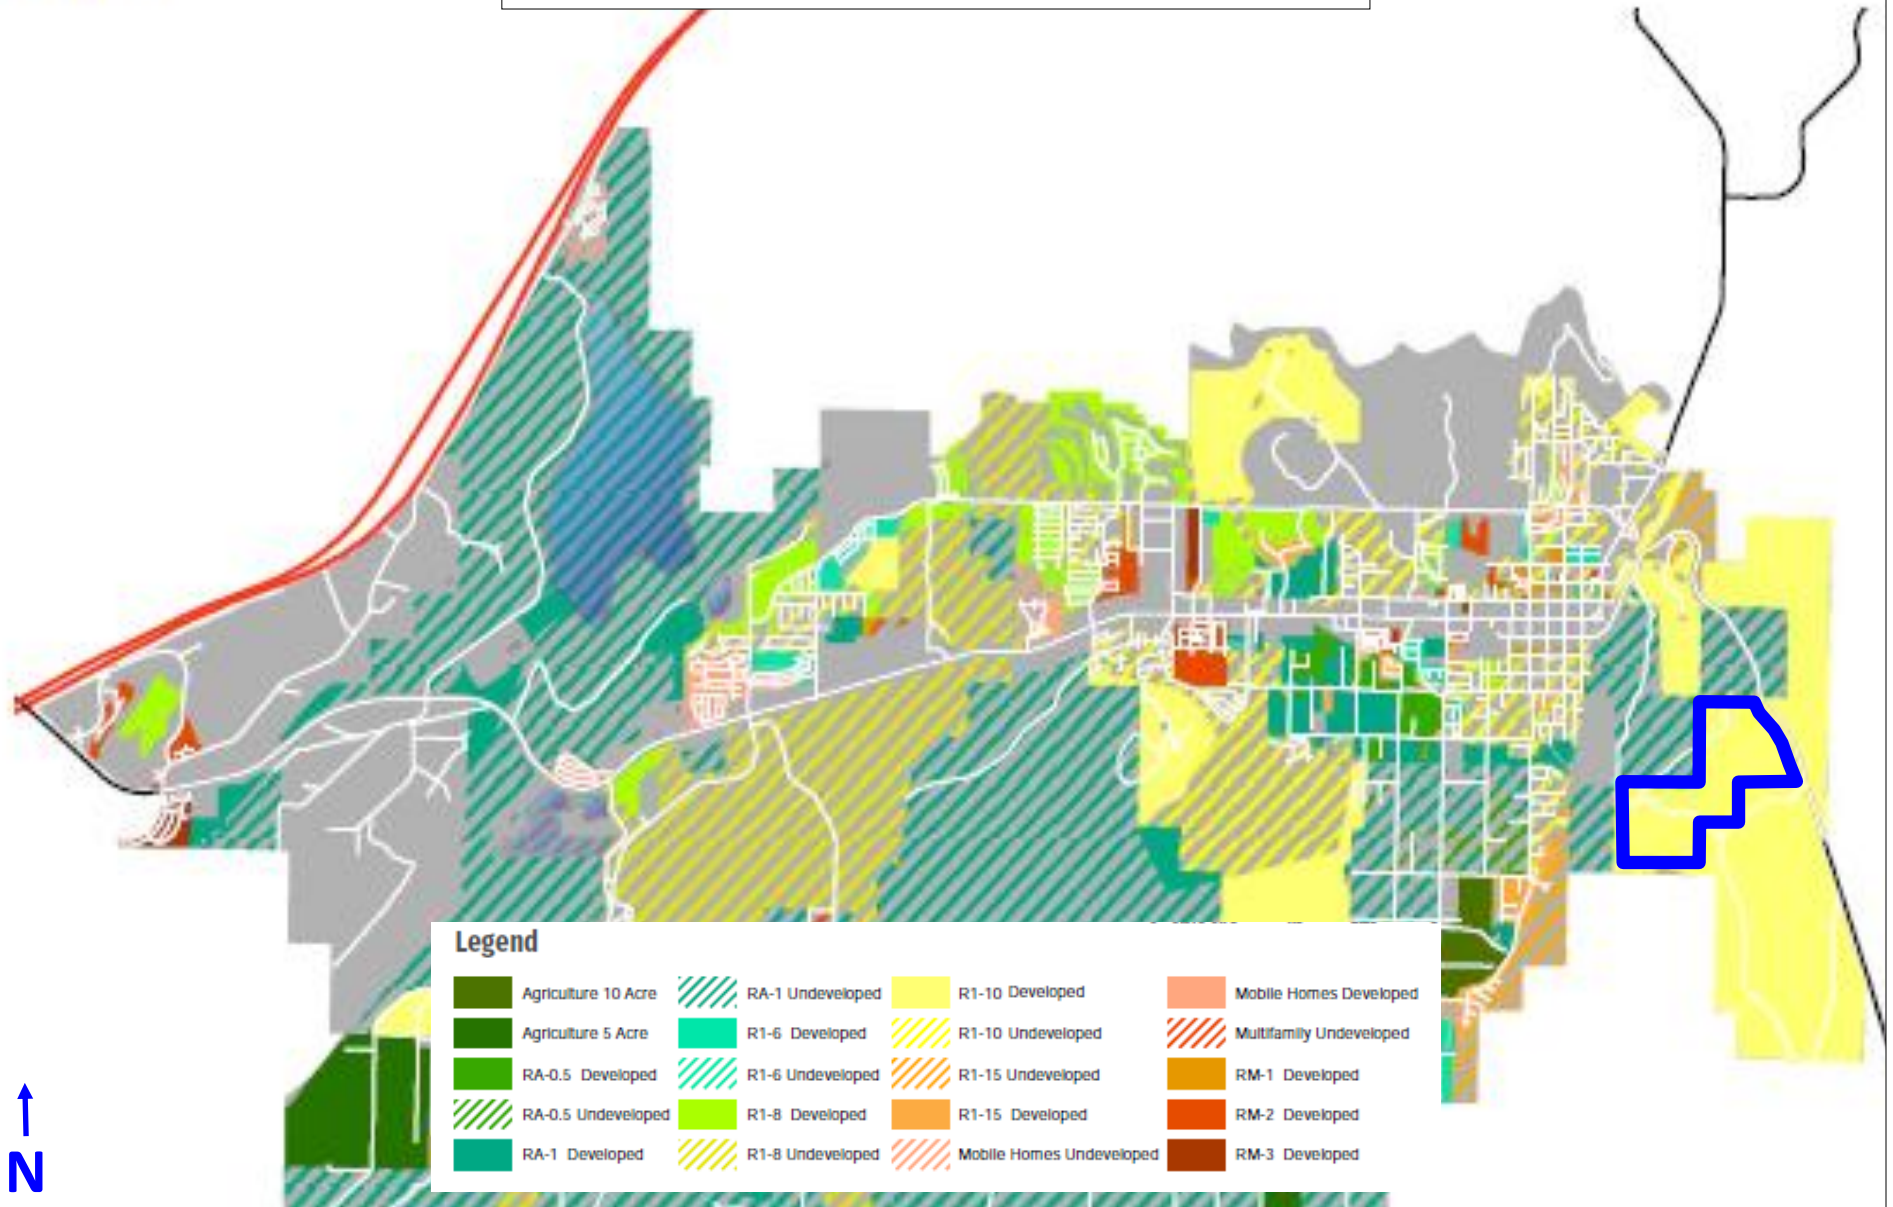 Legend
Agriculture 10 Acre
Agriculture 5 Acre
RA-0.5 Developed
RA-0.5 Undeveloped
RA-1 Developed
RA-1 Undeveloped
R1-6 Developed
R1-6 Undeveloped
R1-8 Developed
R1-8 Undeveloped
R1-10 Developed
R1-10 Undeveloped
R1-15 Undeveloped
R1-15 Developed
Mobile Homes Undeveloped
Mobile Homes Developed
Multifamily Undeveloped
RM-1 Developed
RM-2 Developed
RM-3 Developed
N